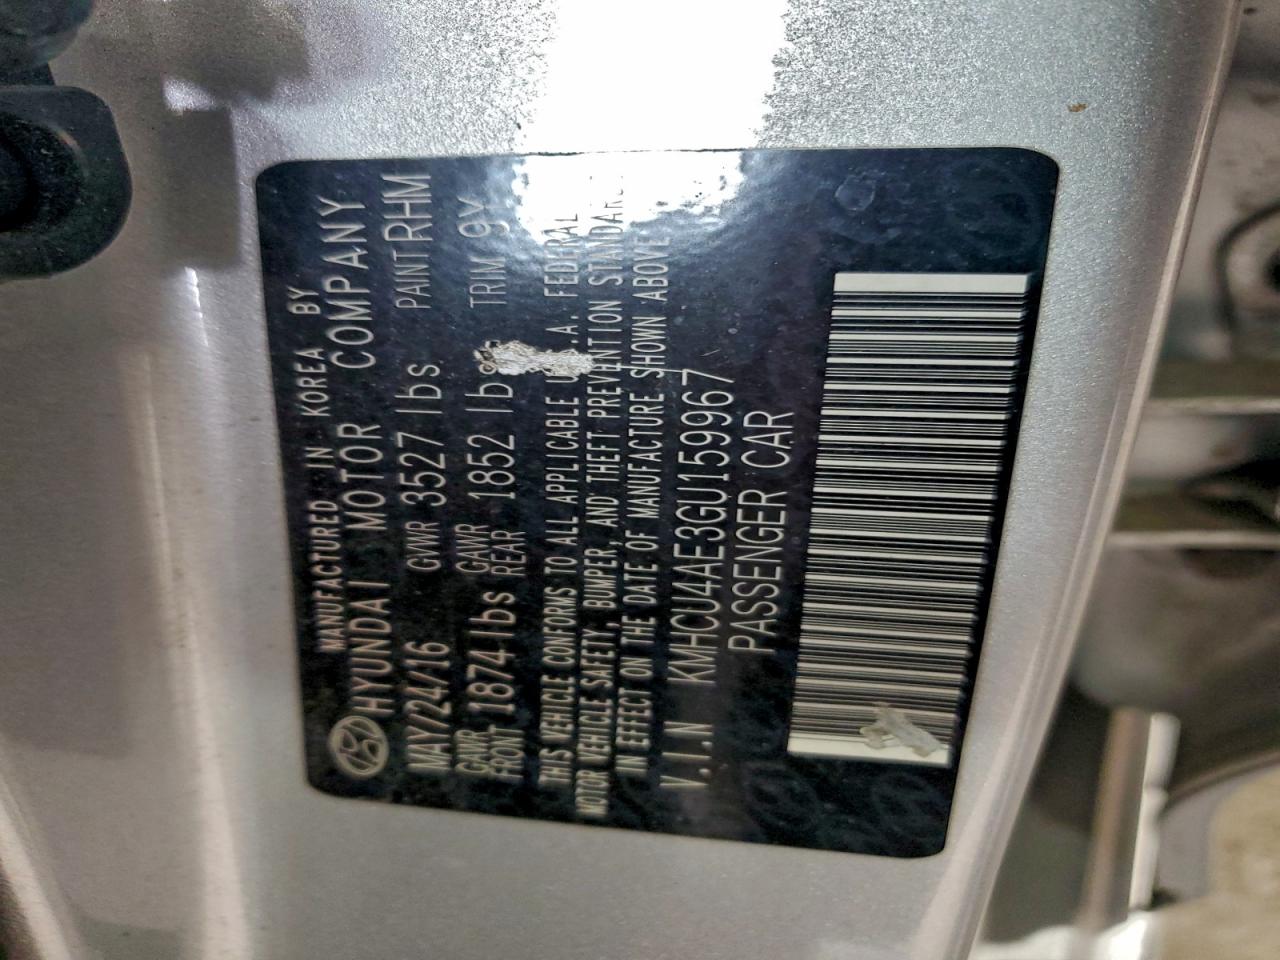 MANUFACTURED IN KOREA BY
HYUNDAI MOTOR COMPANY
MAY/24/16 GVWR 3527 lbs PAINT RHM
GAWR FRONT 1874 lbs GAWR REAR 1852 lb TRIM 9Y
THIS VEHICLE CONFORMS TO ALL APPLICABLE U. .A. FEDERAL
MOTOR VEHICLE SAFETY, BUMPER, AND THEFT PREVENTION STANDARDS
IN EFFECT ON THE DATE OF MANUFACTURE SHOWN ABOVE
V.I.N KMHCU4AE3GU159967
PASSENGER CAR